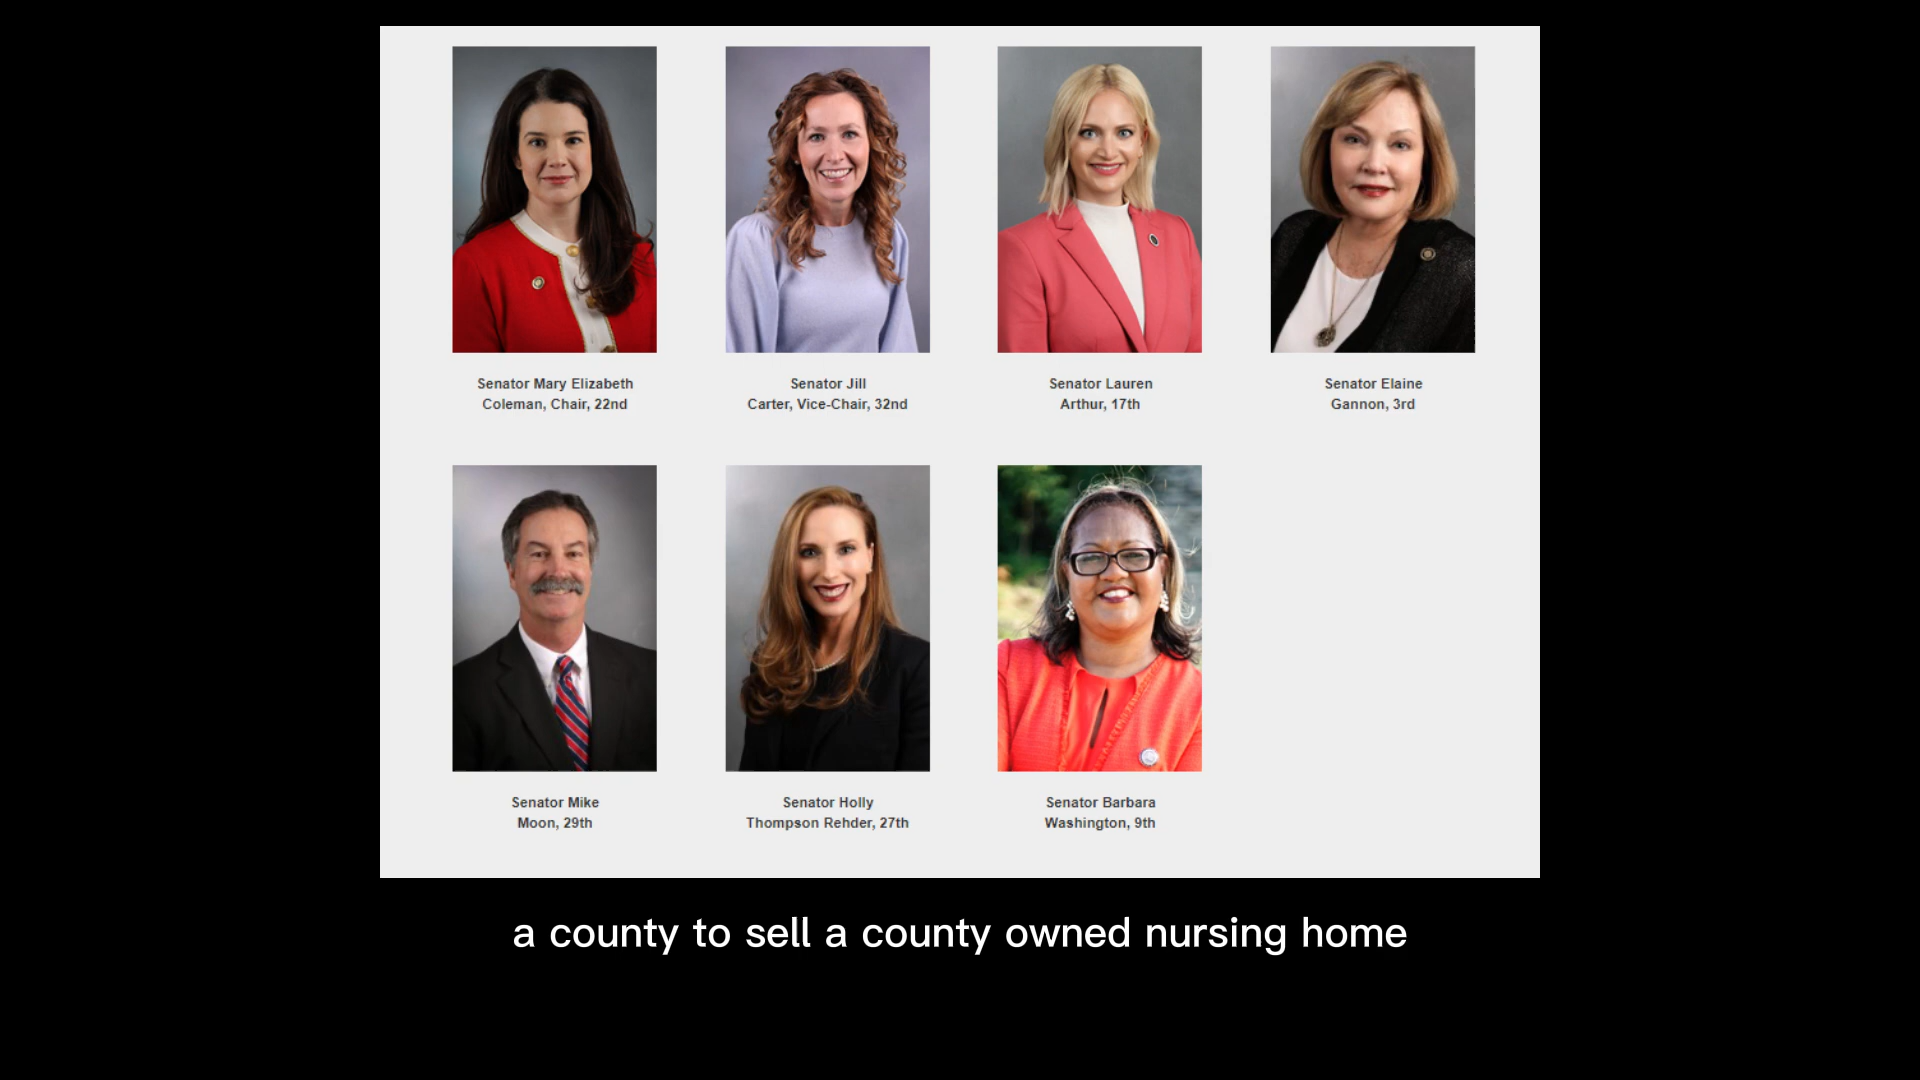 Senator Mary Elizabeth
Coleman, Chair, 22nd
Senator Jill
Carter, Vice-Chair, 32nd
Senator Lauren
Arthur, 17th
Senator Elaine
Gannon, 3rd
Senator Mike
Moon, 29th
Senator Holly
Thompson Rehder, 27th
Senator Barbara
Washington, 9th
a county to sell a county owned nursing home